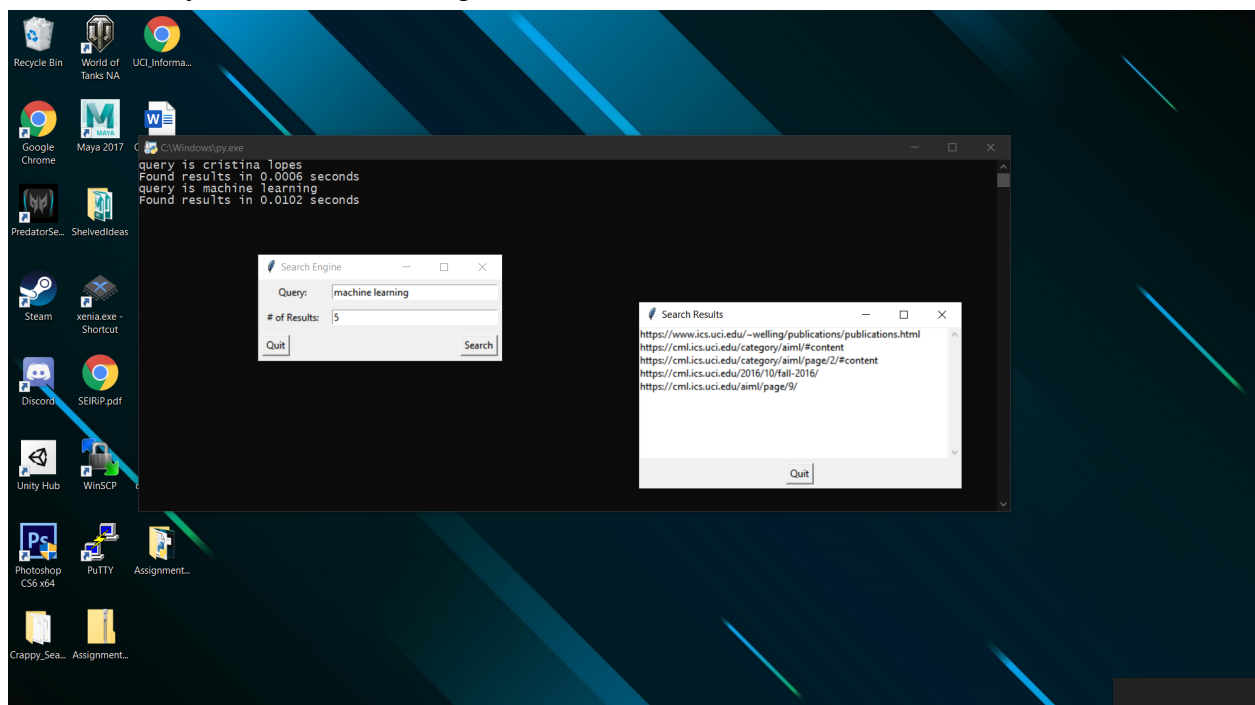 Recycle Bin
World of
Tanks NA
UCI_Informa...
Google
Chrome
MAYA
Maya 2017
C:\Windows\py.exe
query is cristina lopes
Found results in 0.0006 seconds
query is machine learning
Found results in 0.0102 seconds
PredatorSe...
ShelvedIdeas
Search Engine
Query:
machine learning
# of Results:
5
Quit
Search
Search Results
https://www.ics.uci.edu/~welling/publications/publications.html
https://cml.ics.uci.edu/category/aiml/#content
https://cml.ics.uci.edu/category/aiml/page/2/#content
https://cml.ics.uci.edu/2016/10/fall-2016/
https://cml.ics.uci.edu/aiml/page/9/
Quit
Steam
xenia.exe -
Shortcut
Discord
SEIRiP.pdf
Unity Hub
WinSCP
Ps
Photoshop
CS6 x64
PuTTY
Assignment...
Crappy_Sea...
Assignment...